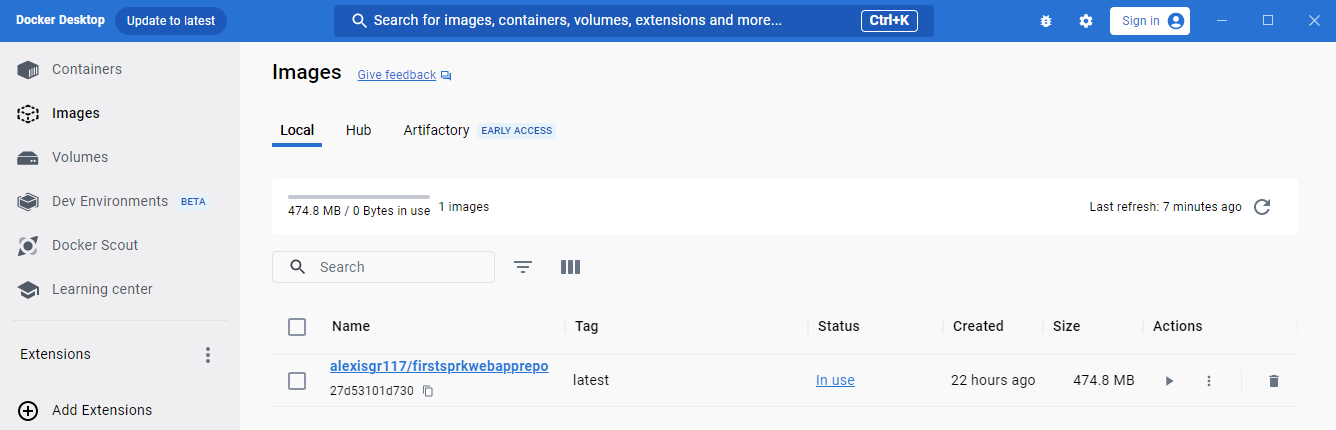 Docker Desktop Update to latest Search for images, containers, volumes, extensions and more... Ctrl+K Sign in
Containers
Images
Volumes
Dev Environments BETA
Docker Scout
Learning center
Extensions
Add Extensions
Images Give feedback
Local Hub Artifactory EARLY ACCESS
474.8 MB / 0 Bytes in use 1 images Last refresh: 7 minutes ago
Search
Name Tag Status Created Size Actions
alexisgr117/firstsprkwebapprepo latest In use 22 hours ago 474.8 MB
27d53101d730